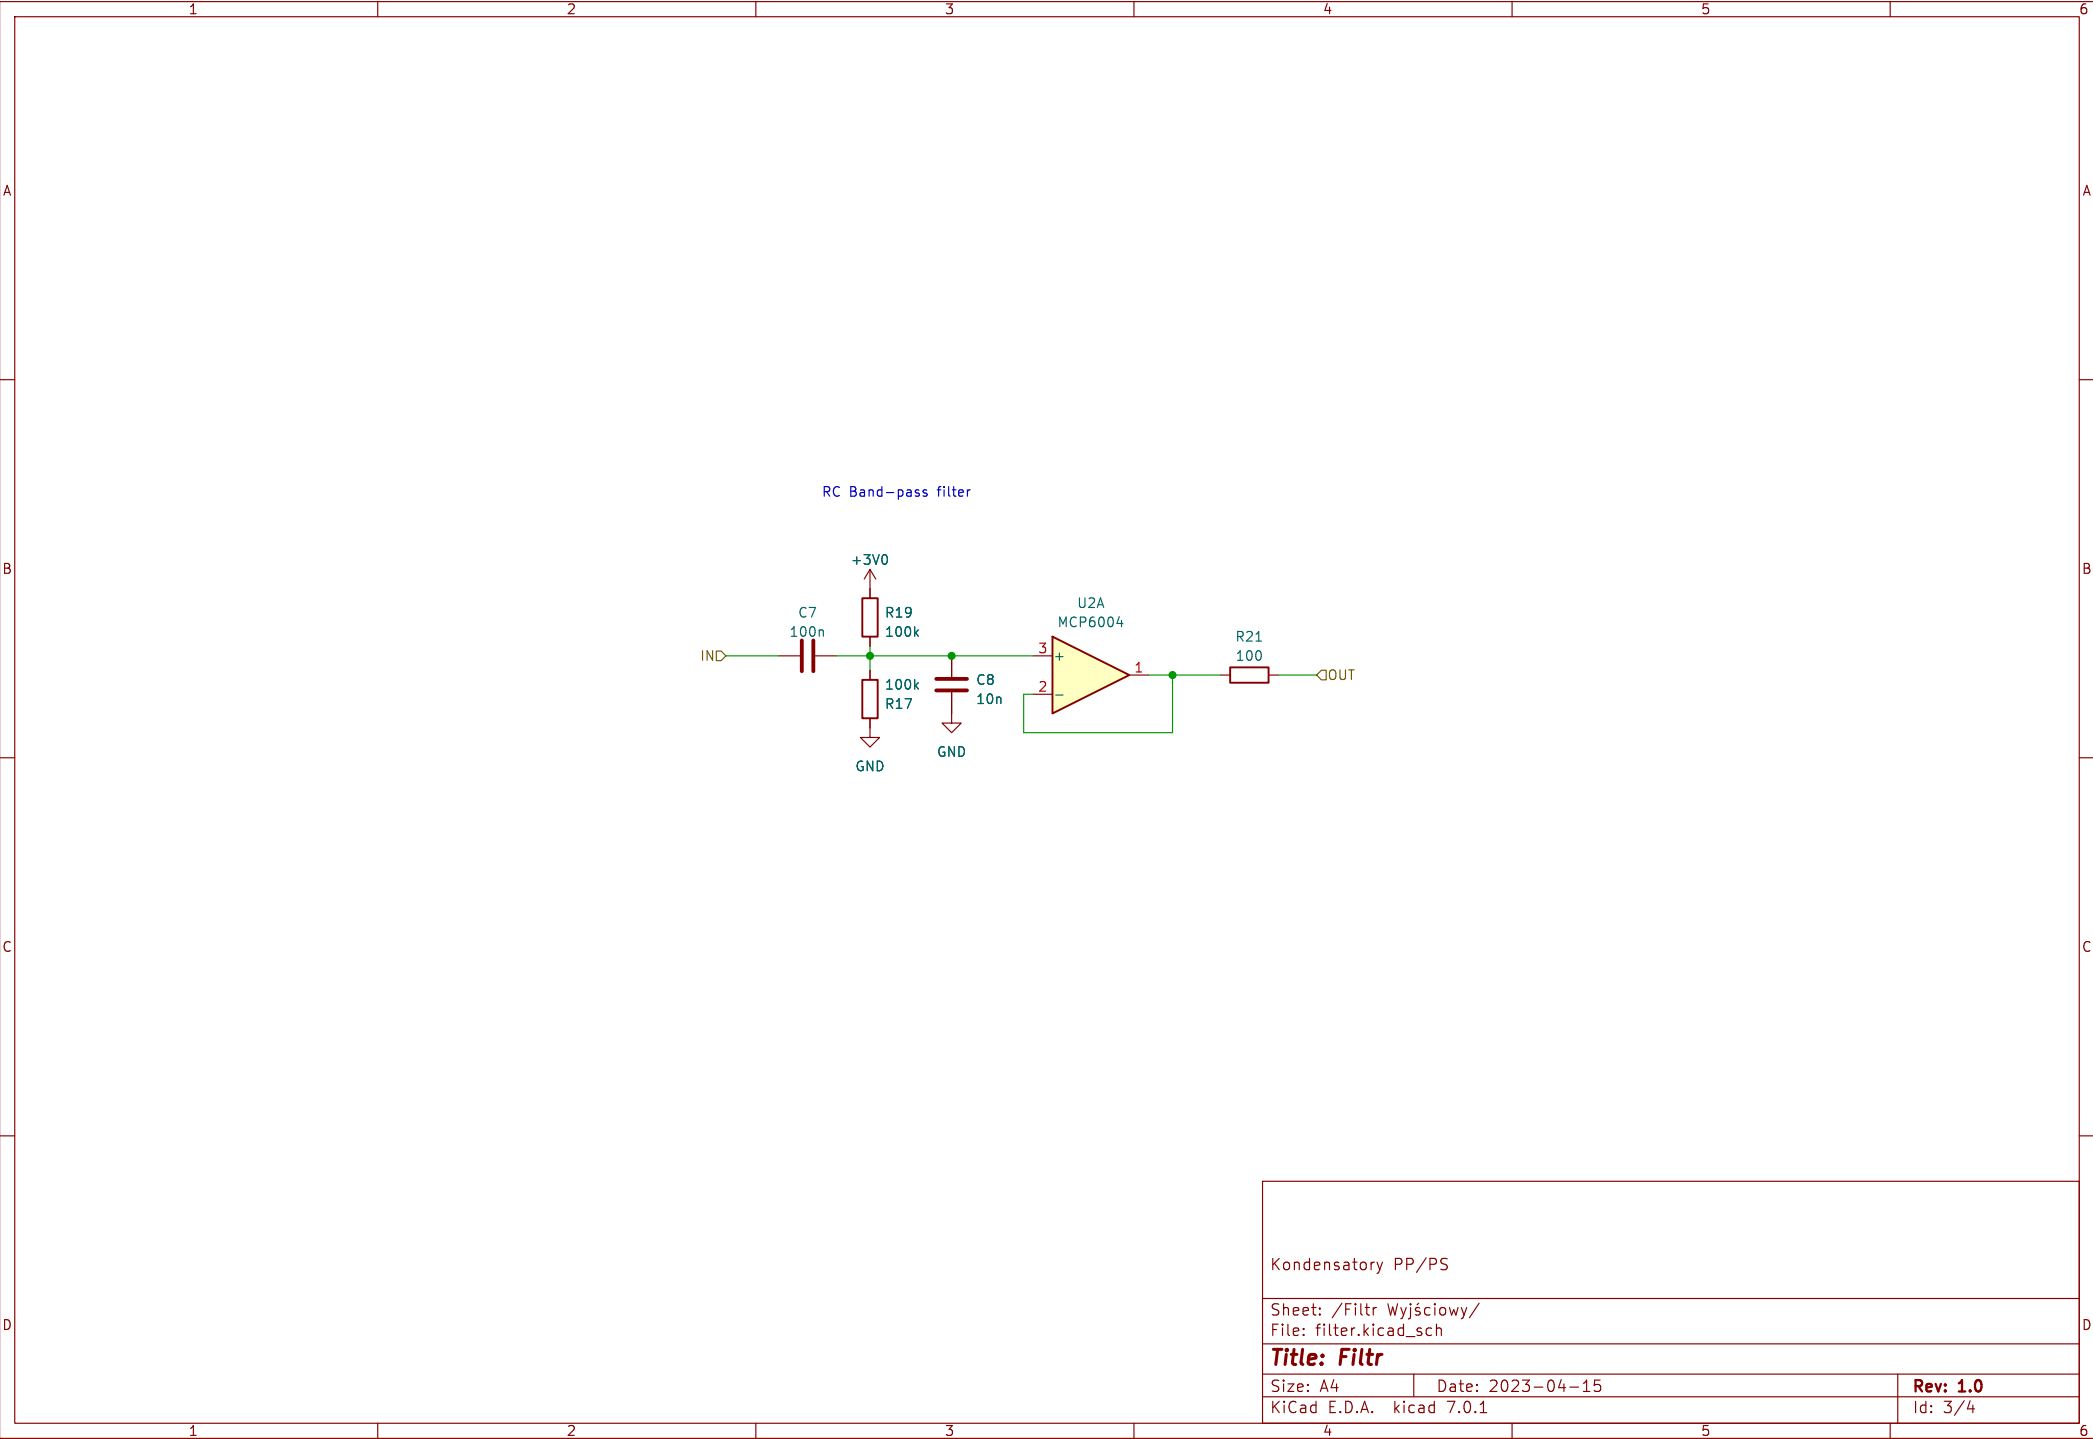 1 2 3 4 5 6
A A
RC Band-pass filter
+3V0
B B
R19
100k
C7
100n
IN
100k
R17
GND
C8
10n
GND
U2A
MCP6004
3 +
2 −
1
R21
100
OUT
C C
Kondensatory PP/PS
Sheet: /Filtr Wyjściowy/
File: filter.kicad_sch
D D
Title: Filtr
Size: A4 Date: 2023-04-15 Rev: 1.0
KiCad E.D.A. kicad 7.0.1 Id: 3/4
1 2 3 4 5 6